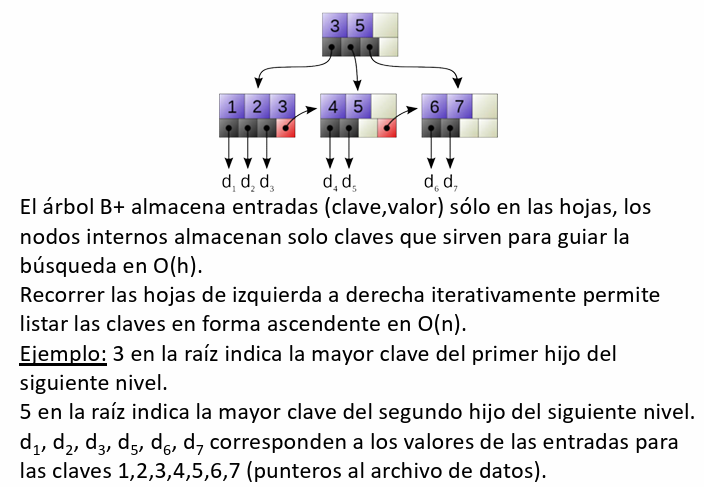 3 5
1 2 3 4 5 6 7
d₁ d₂ d₃ d₄ d₅ d₆ d₇
El árbol B+ almacena entradas (clave,valor) sólo en las hojas, los
nodos internos almacenan solo claves que sirven para guiar la
búsqueda en O(h).
Recorrer las hojas de izquierda a derecha iterativamente permite
listar las claves en forma ascendente en O(n).
Ejemplo: 3 en la raíz indica la mayor clave del primer hijo del
siguiente nivel.
5 en la raíz indica la mayor clave del segundo hijo del siguiente nivel.
d₁, d₂, d₃, d₅, d₆, d₇ corresponden a los valores de las entradas para
las claves 1,2,3,4,5,6,7 (punteros al archivo de datos).